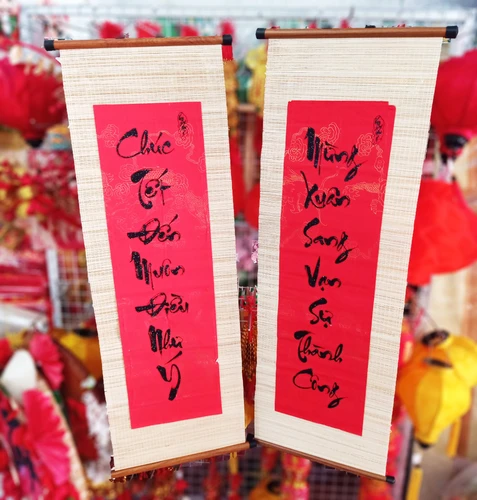 Chúc
Tết
Đến
Muôn
Điều
Như
Ý
Mừng
Xuân
Sang
Vạn
Sự
Thành
Công